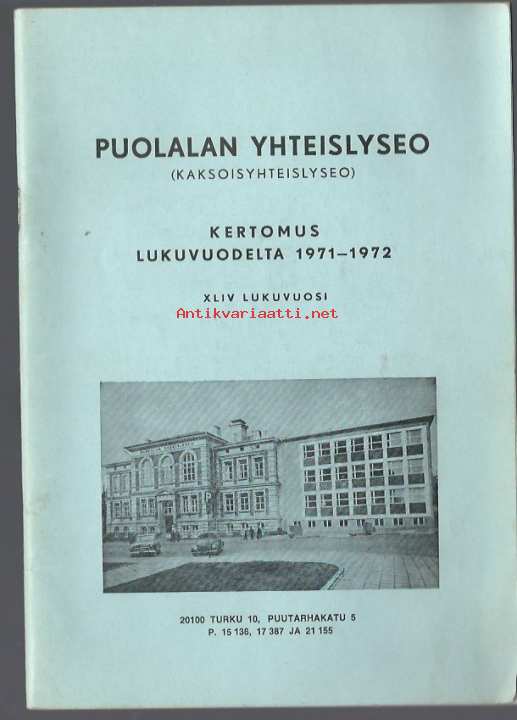 PUOLALAN YHTEISLYSEO
(KAKSOISYHTEISLYSEO)
KERTOMUS
LUKUVUODELTA 1971–1972
XLIV LUKUVUOSI
Antikvariaatti.net
20100 TURKU 10, PUUTARHAKATU 5
P. 15 136, 17 387 JA 21 155